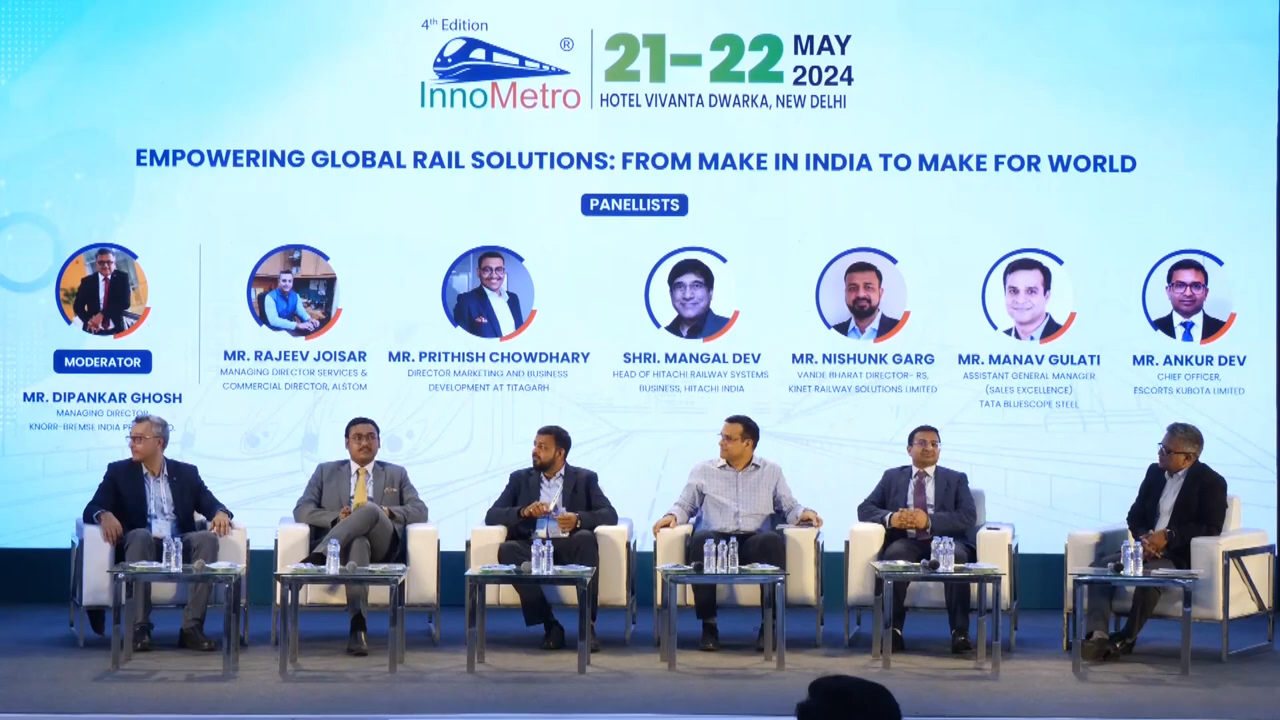 4th Edition
InnoMetro ®
21-22 MAY 2024
HOTEL VIVANTA DWARKA, NEW DELHI
EMPOWERING GLOBAL RAIL SOLUTIONS: FROM MAKE IN INDIA TO MAKE FOR WORLD
PANELLISTS
MODERATOR
MR. DIPANKAR GHOSH
MANAGING DIRECTOR
KNORR-BREMSE INDIA
MR. RAJEEV JOISAR
MANAGING DIRECTOR SERVICES &
COMMERCIAL DIRECTOR, ALSTOM
MR. PRITHISH CHOWDHARY
DIRECTOR MARKETING AND BUSINESS
DEVELOPMENT AT TITAGARH
SHRI. MANGAL DEV
HEAD OF HITACHI RAILWAY SYSTEMS
BUSINESS, HITACHI INDIA
MR. NISHUNK GARG
VANDE BHARAT DIRECTOR- RS,
KINET RAILWAY SOLUTIONS LIMITED
MR. MANAV GULATI
ASSISTANT GENERAL MANAGER
(SALES EXCELLENCE)
TATA BLUESCOPE STEEL
MR. ANKUR DEV
CHIEF OFFICER,
ESCORTS KUBOTA LIMITED